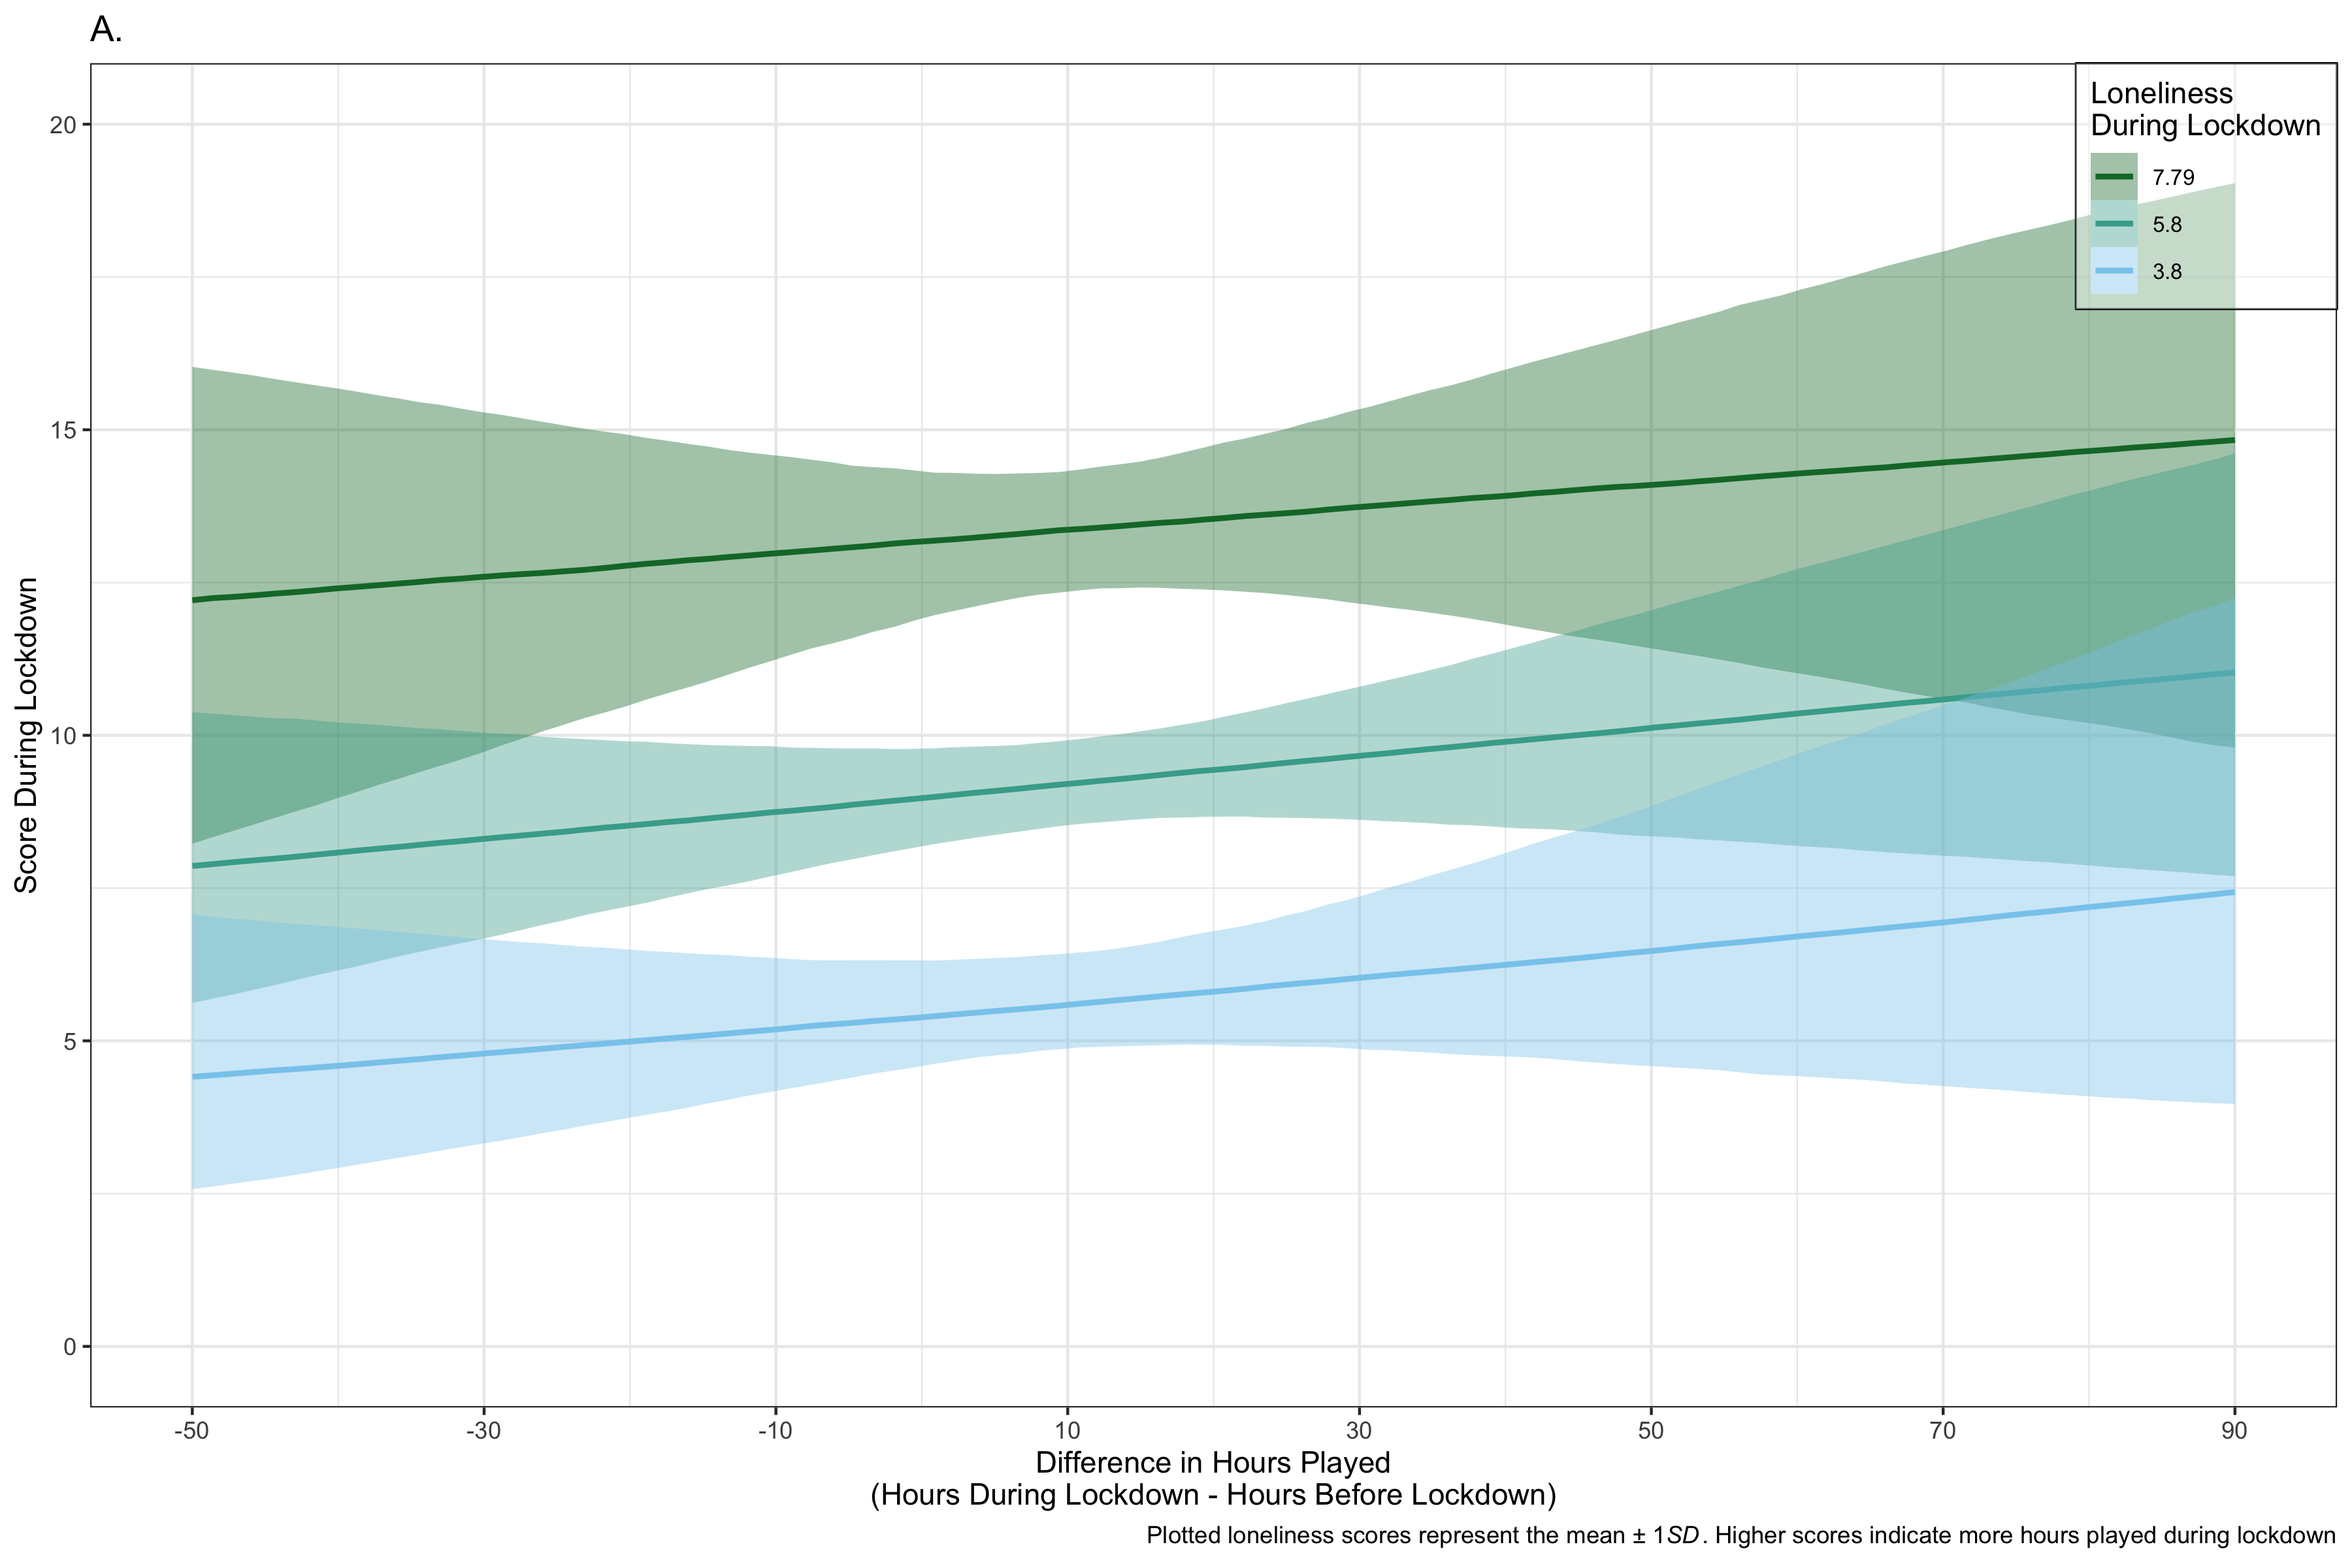 A.
Loneliness
During Lockdown
7.79
5.8
3.8
20
15
10
5
0
Score During Lockdown
-50 -30 -10 10 30 50 70 90
Difference in Hours Played
(Hours During Lockdown - Hours Before Lockdown)
Plotted loneliness scores represent the mean ± 1SD. Higher scores indicate more hours played during lockdown